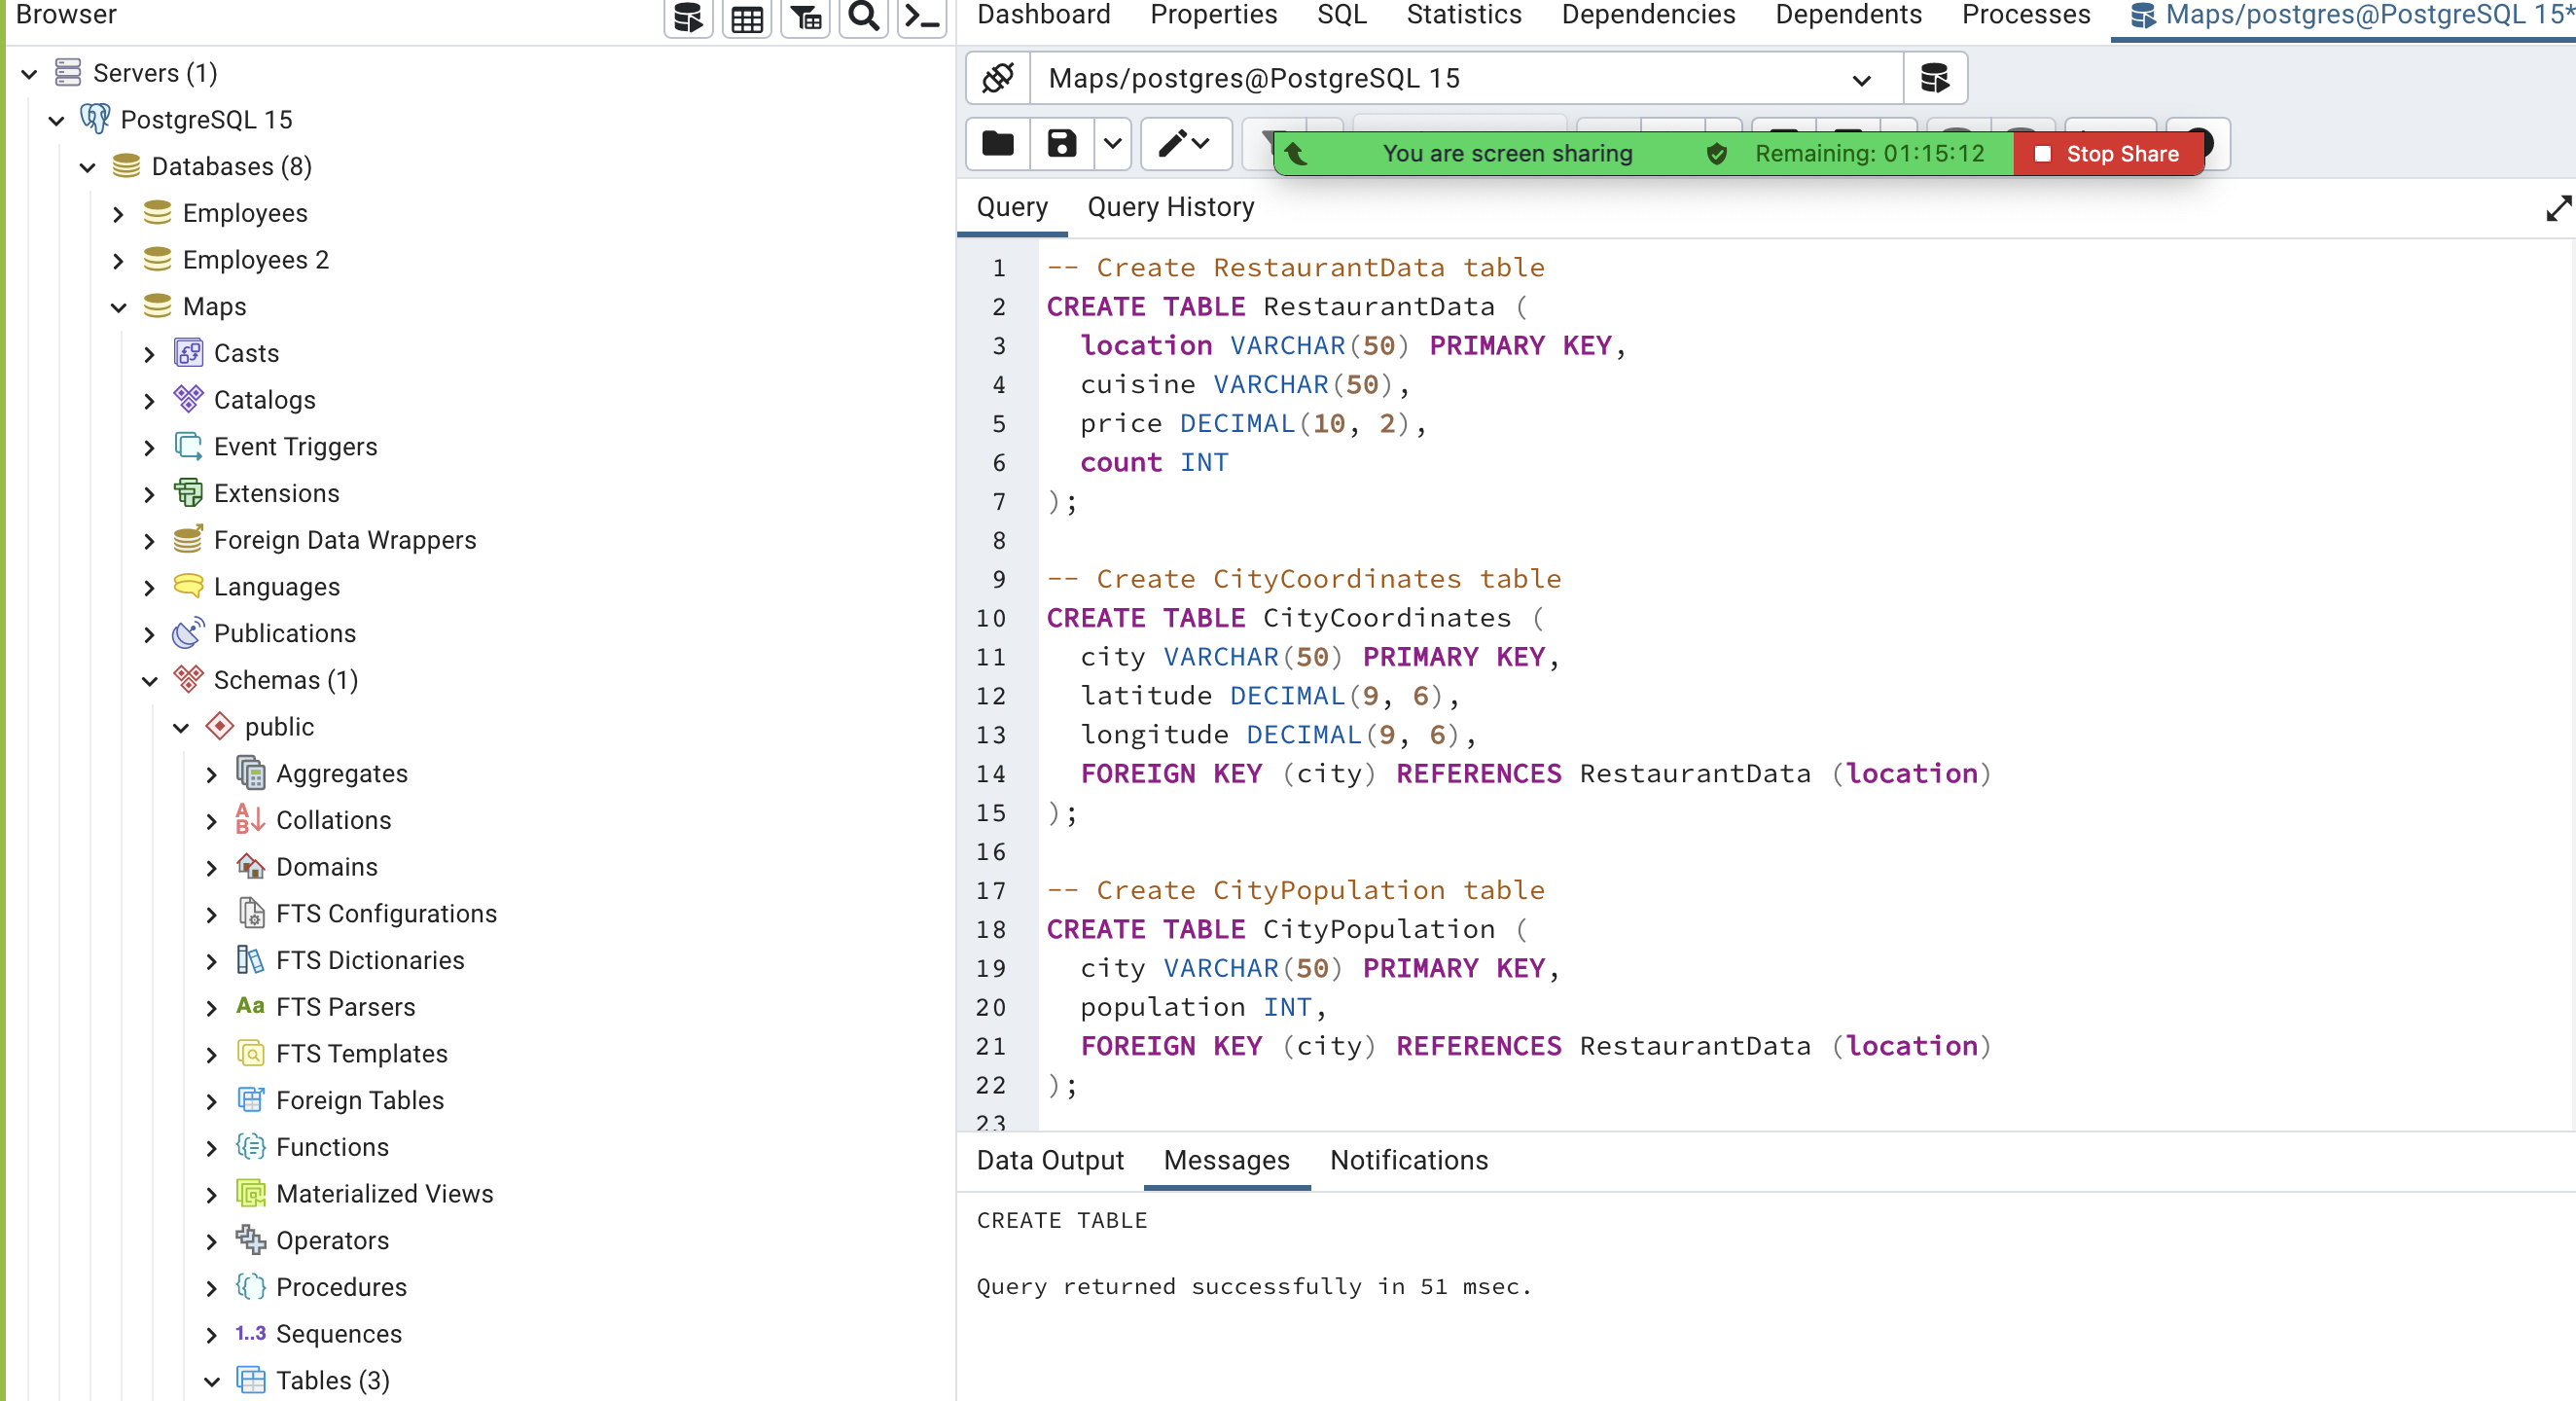 Browser
Servers (1)
PostgreSQL 15
Databases (8)
Employees
Employees 2
Maps
Casts
Catalogs
Event Triggers
Extensions
Foreign Data Wrappers
Languages
Publications
Schemas (1)
public
Aggregates
Collations
Domains
FTS Configurations
FTS Dictionaries
Aa FTS Parsers
FTS Templates
Foreign Tables
Functions
Materialized Views
Operators
Procedures
1..3 Sequences
Tables (3)
Dashboard Properties SQL Statistics Dependencies Dependents Processes Maps/postgres@PostgreSQL 15*
Maps/postgres@PostgreSQL 15
You are screen sharing Remaining: 01:15:12 Stop Share
Query Query History
1 -- Create RestaurantData table
2 CREATE TABLE RestaurantData (
3 location VARCHAR(50) PRIMARY KEY,
4 cuisine VARCHAR(50),
5 price DECIMAL(10, 2),
6 count INT
7 );
8
9 -- Create CityCoordinates table
10 CREATE TABLE CityCoordinates (
11 city VARCHAR(50) PRIMARY KEY,
12 latitude DECIMAL(9, 6),
13 longitude DECIMAL(9, 6),
14 FOREIGN KEY (city) REFERENCES RestaurantData (location)
15 );
16
17 -- Create CityPopulation table
18 CREATE TABLE CityPopulation (
19 city VARCHAR(50) PRIMARY KEY,
20 population INT,
21 FOREIGN KEY (city) REFERENCES RestaurantData (location)
22 );
23
Data Output Messages Notifications
CREATE TABLE
Query returned successfully in 51 msec.